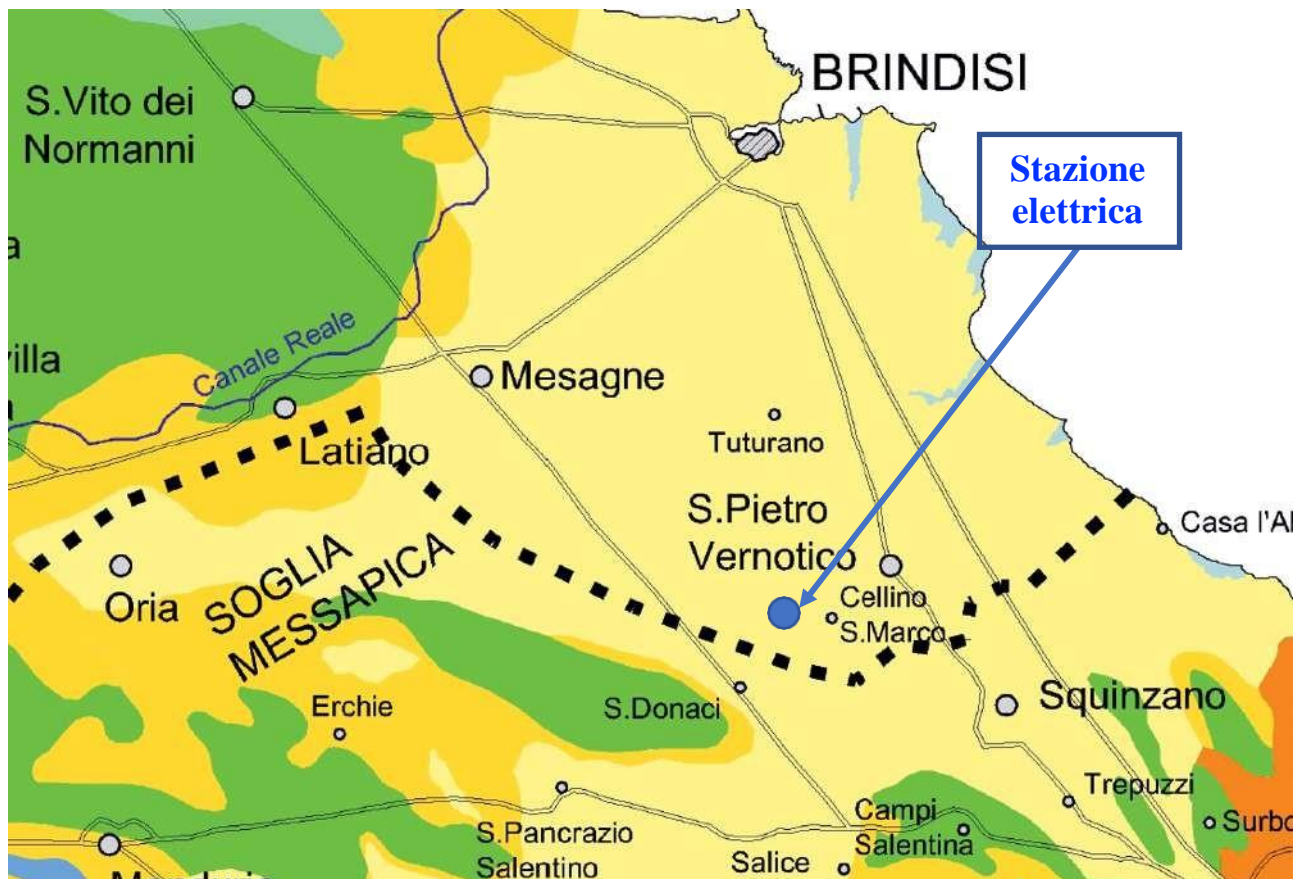 BRINDISI
S.Vito dei
Normanni
Stazione
elettrica
a
villa
a
Canale Reale
Mesagne
Latiano
Tuturano
S.Pietro
Vernotico
Casa l'Al
Oria
SOGLIA
MESSAPICA
Cellino
S.Marco
Erchie
S.Donaci
Squinzano
Trepuzzi
Campi
Salentina
Surbo
S.Pancrazio
Salentino
Salice